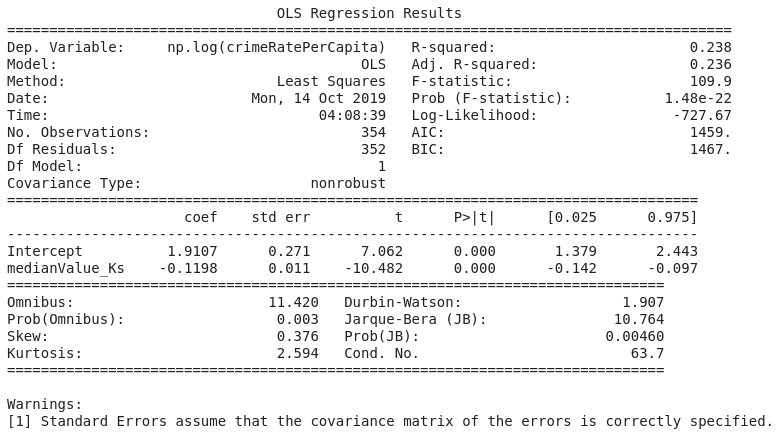 OLS Regression Results
==============================================================================
Dep. Variable: np.log(crimeRatePerCapita) R-squared: 0.238
Model: OLS Adj. R-squared: 0.236
Method: Least Squares F-statistic: 109.9
Date: Mon, 14 Oct 2019 Prob (F-statistic): 1.48e-22
Time: 04:08:39 Log-Likelihood: -727.67
No. Observations: 354 AIC: 1459.
Df Residuals: 352 BIC: 1467.
Df Model: 1
Covariance Type: nonrobust
==================================================================================
coef std err t P>|t| [0.025 0.975]
----------------------------------------------------------------------------------
Intercept 1.9107 0.271 7.062 0.000 1.379 2.443
medianValue_Ks -0.1198 0.011 -10.482 0.000 -0.142 -0.097
==============================================================================
Omnibus: 11.420 Durbin-Watson: 1.907
Prob(Omnibus): 0.003 Jarque-Bera (JB): 10.764
Skew: 0.376 Prob(JB): 0.00460
Kurtosis: 2.594 Cond. No. 63.7
==============================================================================
Warnings:
[1] Standard Errors assume that the covariance matrix of the errors is correctly specified.